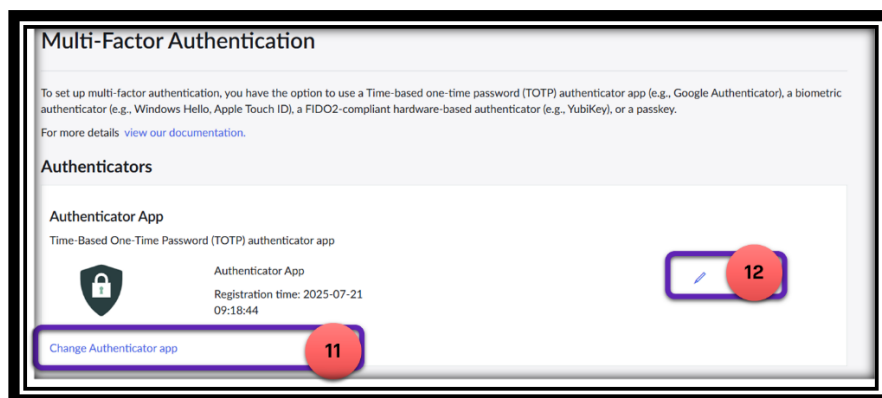 Multi-Factor Authentication
To set up multi-factor authentication, you have the option to use a Time-based one-time password (TOTP) authenticator app (e.g., Google Authenticator), a biometric
authenticator (e.g., Windows Hello, Apple Touch ID), a FIDO2-compliant hardware-based authenticator (e.g., YubiKey), or a passkey.
For more details view our documentation.
Authenticators
Authenticator App
Time-Based One-Time Password (TOTP) authenticator app
Authenticator App
Registration time: 2025-07-21
09:18:44
12
Change Authenticator app
11